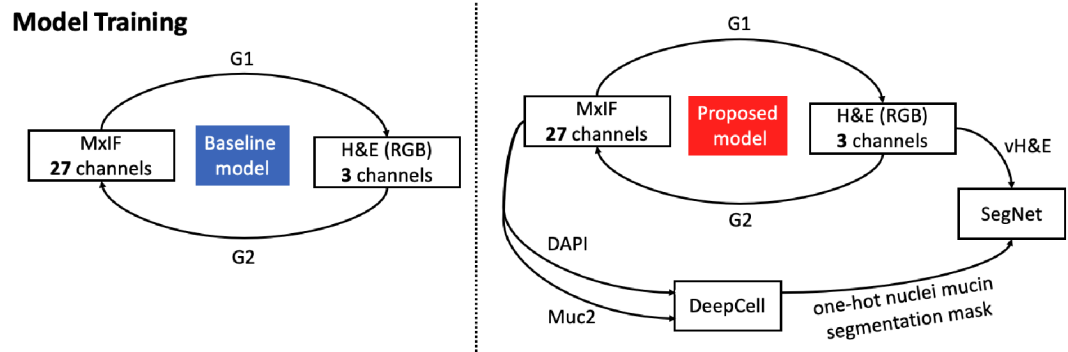 Model Training
G1
MxIF
27 channels
Baseline
model
H&E (RGB)
3 channels
G2
G1
MxIF
27 channels
Proposed
model
H&E (RGB)
3 channels
vH&E
G2
SegNet
DAPI
Muc2
DeepCell
one-hot nuclei mucin
segmentation mask